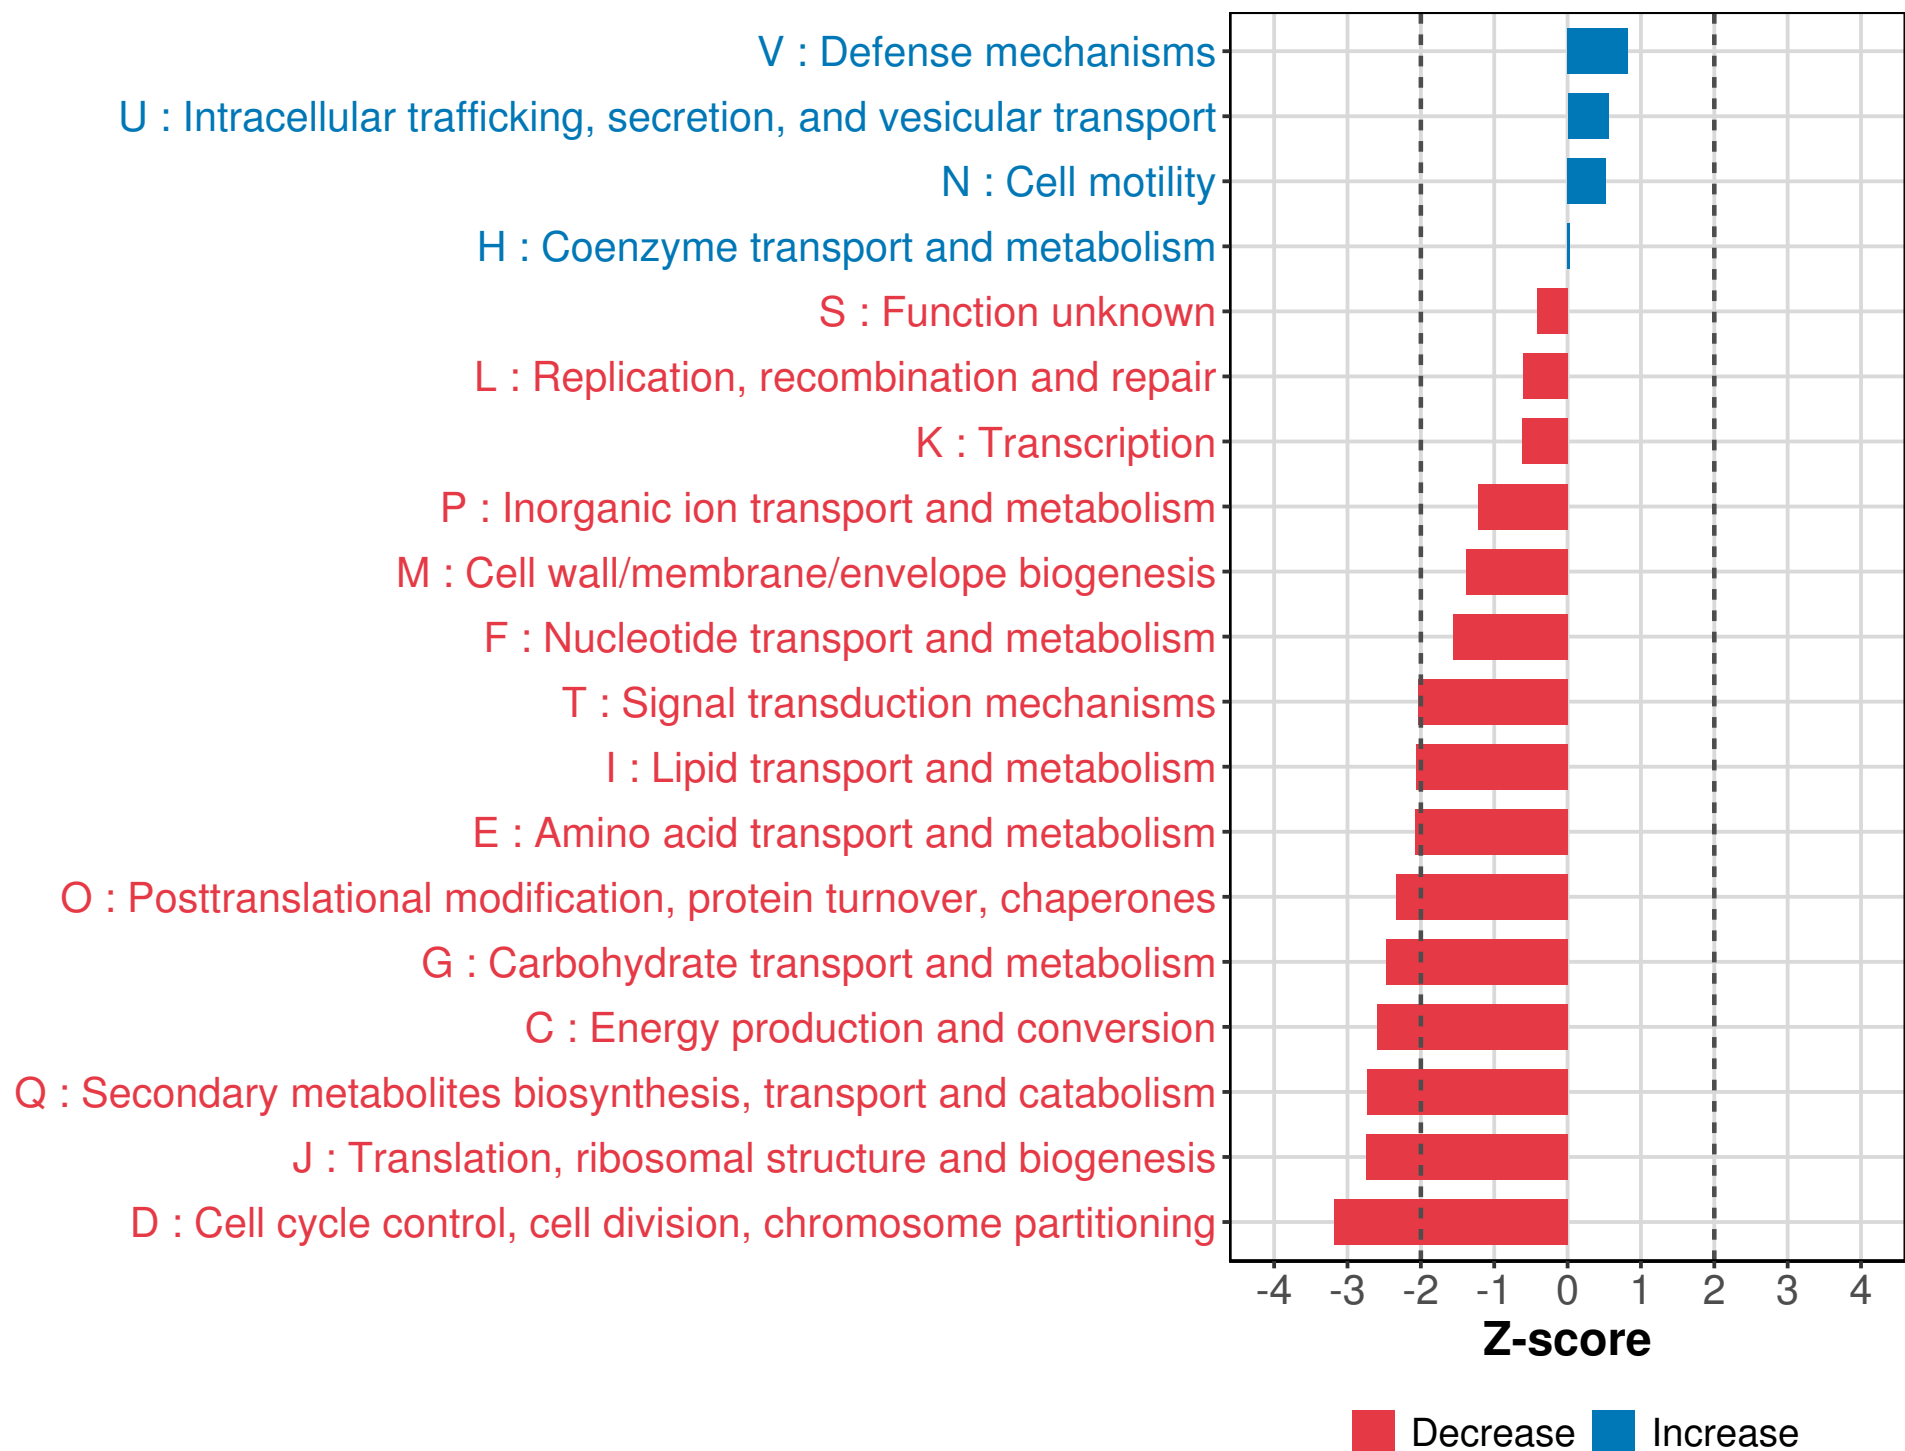 V : Defense mechanisms
U : Intracellular trafficking, secretion, and vesicular transport
N : Cell motility
H : Coenzyme transport and metabolism
S : Function unknown
L : Replication, recombination and repair
K : Transcription
P : Inorganic ion transport and metabolism
M : Cell wall/membrane/envelope biogenesis
F : Nucleotide transport and metabolism
T : Signal transduction mechanisms
I : Lipid transport and metabolism
E : Amino acid transport and metabolism
O : Posttranslational modification, protein turnover, chaperones
G : Carbohydrate transport and metabolism
C : Energy production and conversion
Q : Secondary metabolites biosynthesis, transport and catabolism
J : Translation, ribosomal structure and biogenesis
D : Cell cycle control, cell division, chromosome partitioning
-4 -3 -2 -1 0 1 2 3 4
Z-score
Decrease Increase